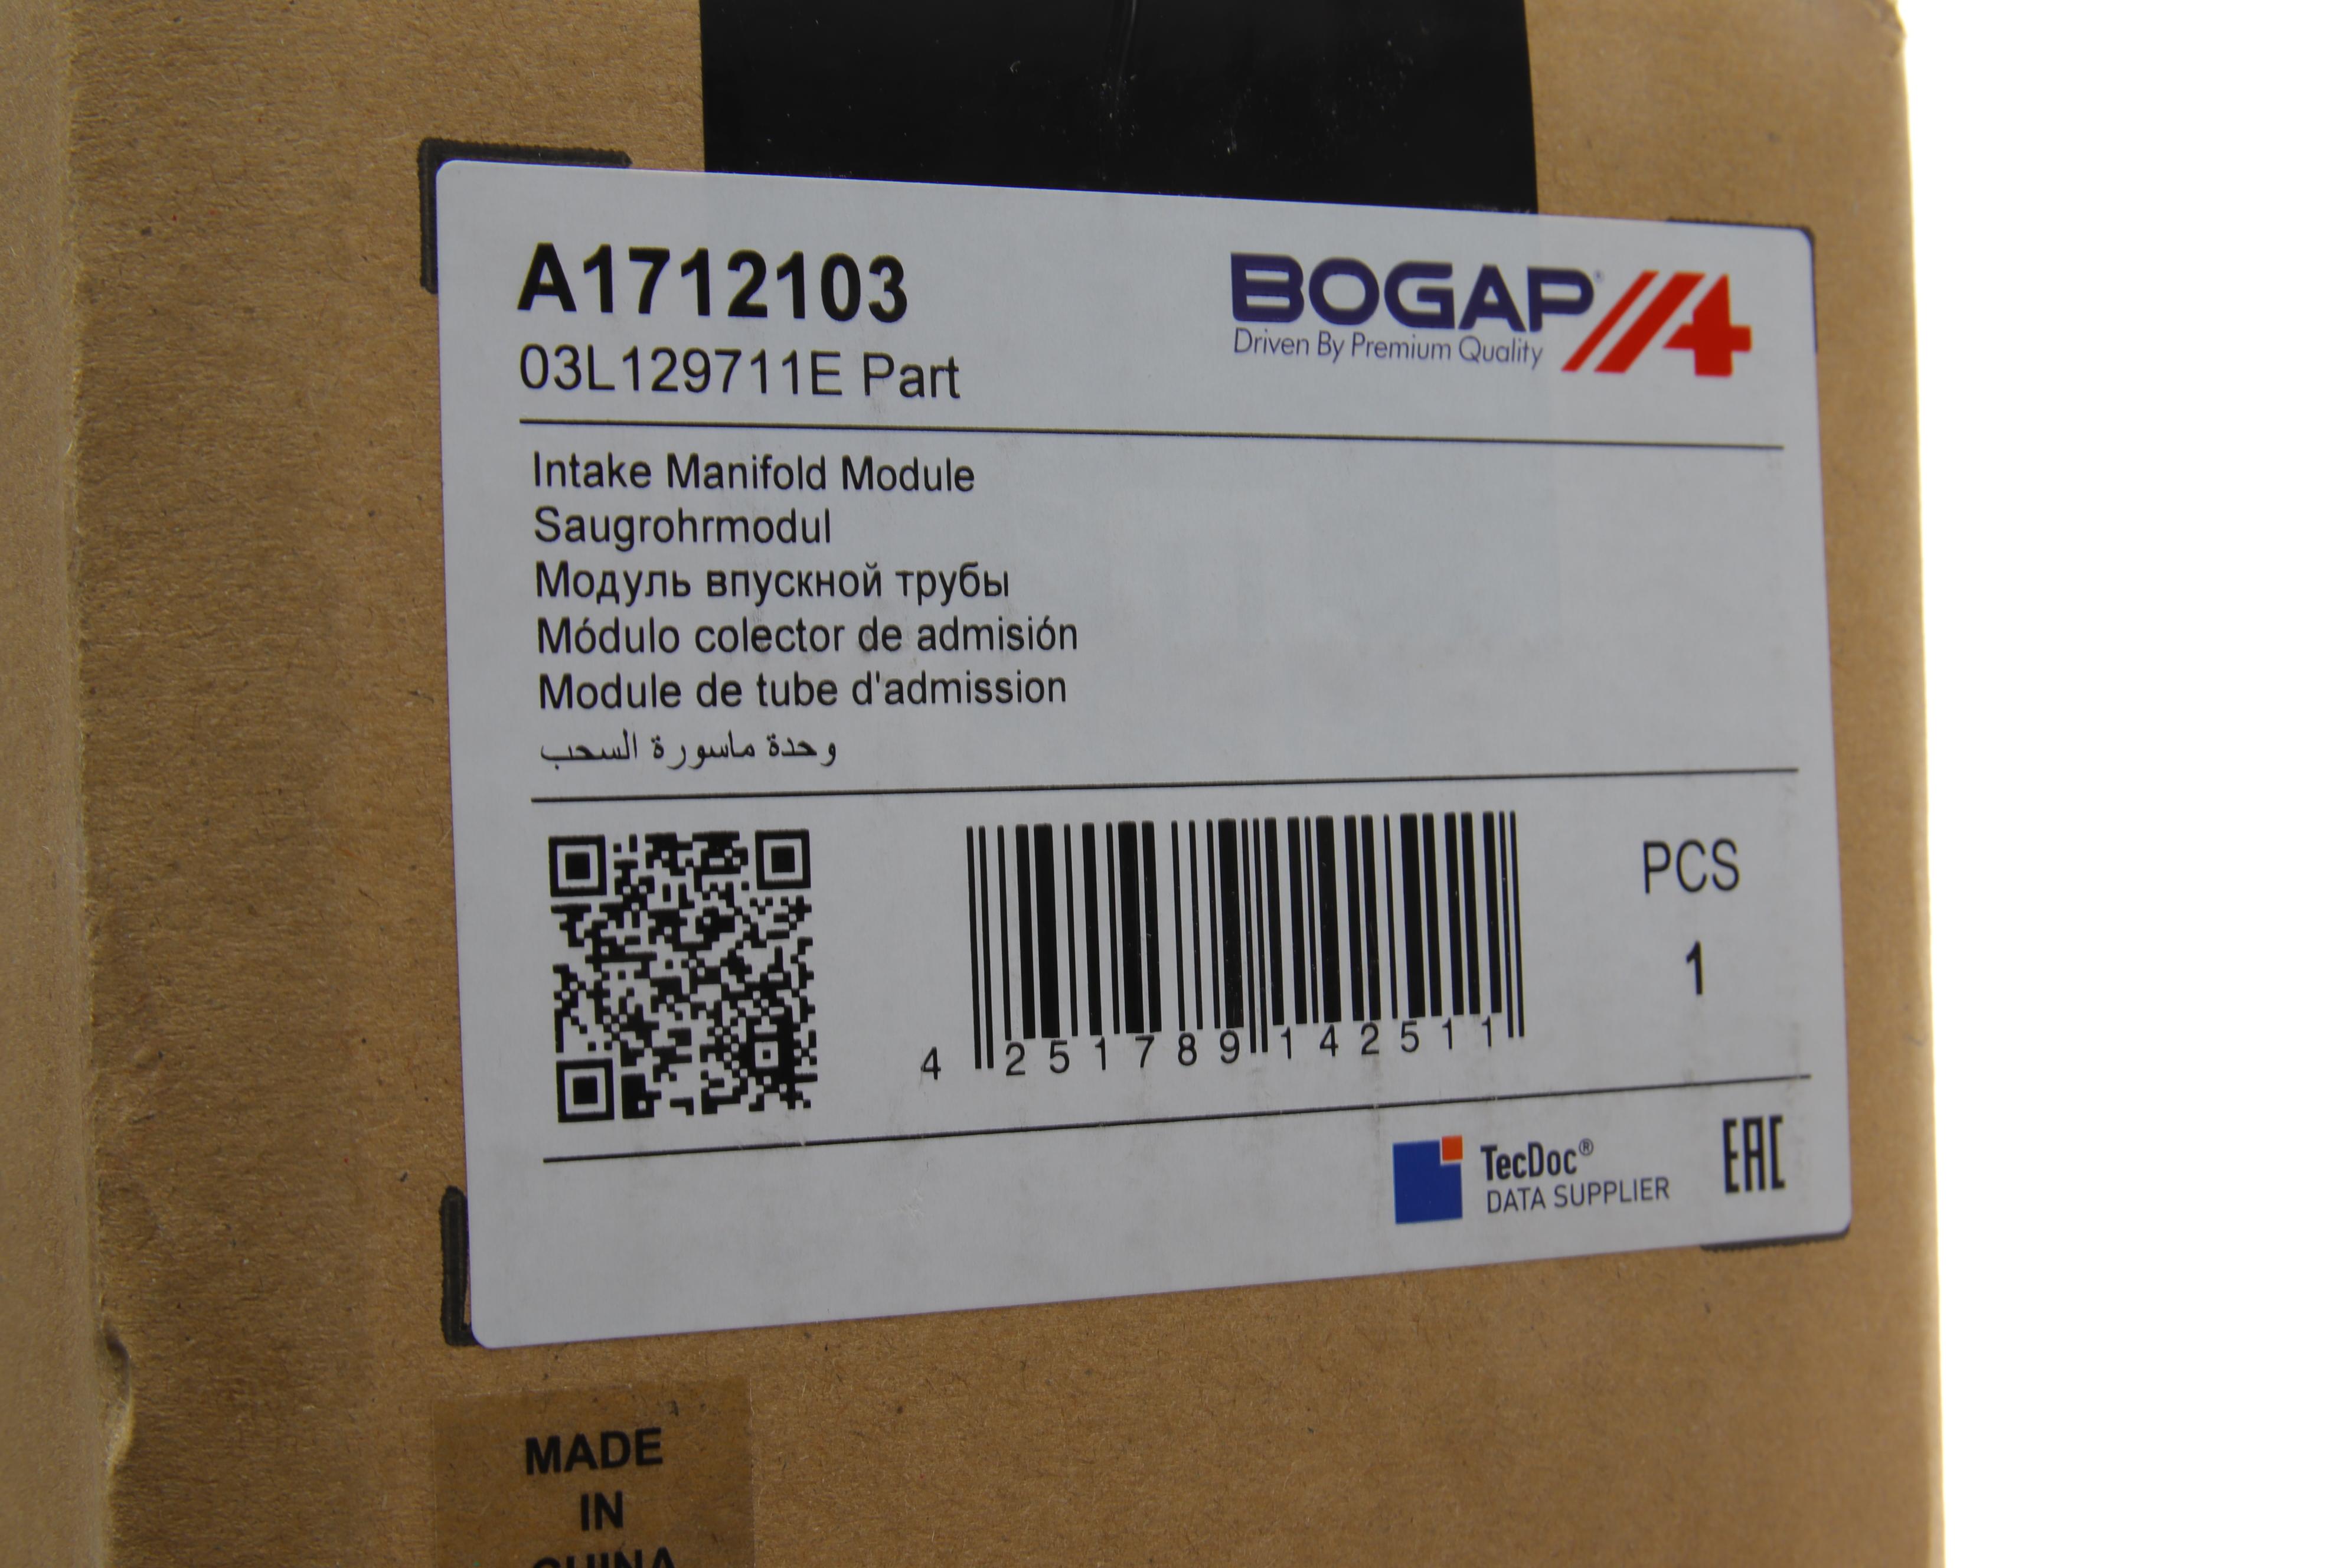 A1712103
03L129711E Part
BOGAP®
Driven By Premium Quality
Intake Manifold Module
Saugrohrmodul
Модуль впускной трубы
Módulo colector de admisión
Module de tube d'admission
وحدة ماسورة السحب
4 251789 142511
PCS
1
TecDoc®
DATA SUPPLIER
EAC
MADE
IN
CHINA